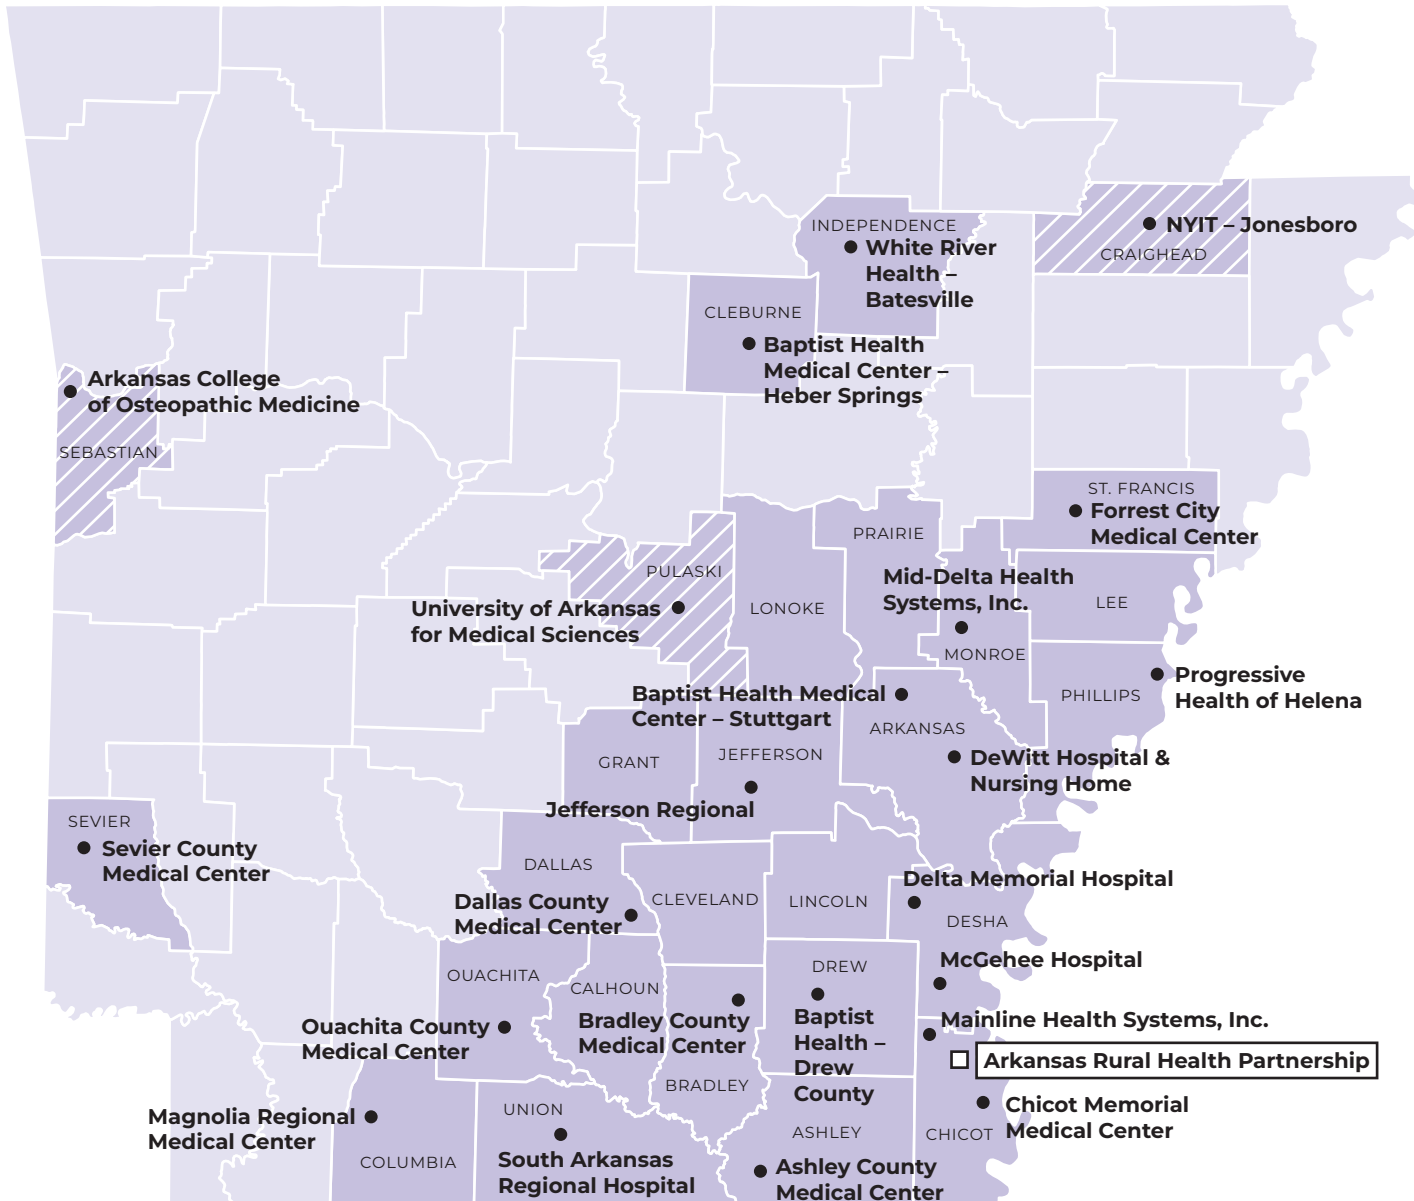 INDEPENDENCE
White River
Health –
Batesville
NYIT – Jonesboro
CRAIGHEAD
CLEBURNE
Baptist Health
Medical Center –
Heber Springs
Arkansas College
of Osteopathic Medicine
SEBASTIAN
ST. FRANCIS
Forrest City
Medical Center
PRAIRIE
PULASKI
Mid-Delta Health
Systems, Inc.
LEE
University of Arkansas
for Medical Sciences
LONOKE
MONROE
Progressive
Health of Helena
PHILLIPS
Baptist Health Medical
Center – Stuttgart
ARKANSAS
JEFFERSON
GRANT
DeWitt Hospital &
Nursing Home
Jefferson Regional
SEVIER
Sevier County
Medical Center
DALLAS
Delta Memorial Hospital
Dallas County
Medical Center
CLEVELAND
LINCOLN
DESHA
McGehee Hospital
DREW
OUACHITA
CALHOUN
Ouachita County
Medical Center
Bradley County
Medical Center
Baptist
Health –
Drew
County
Mainline Health Systems, Inc.
Arkansas Rural Health Partnership
BRADLEY
Magnolia Regional
Medical Center
UNION
Chicot Memorial
Medical Center
ASHLEY
CHICOT
COLUMBIA
South Arkansas
Regional Hospital
Ashley County
Medical Center